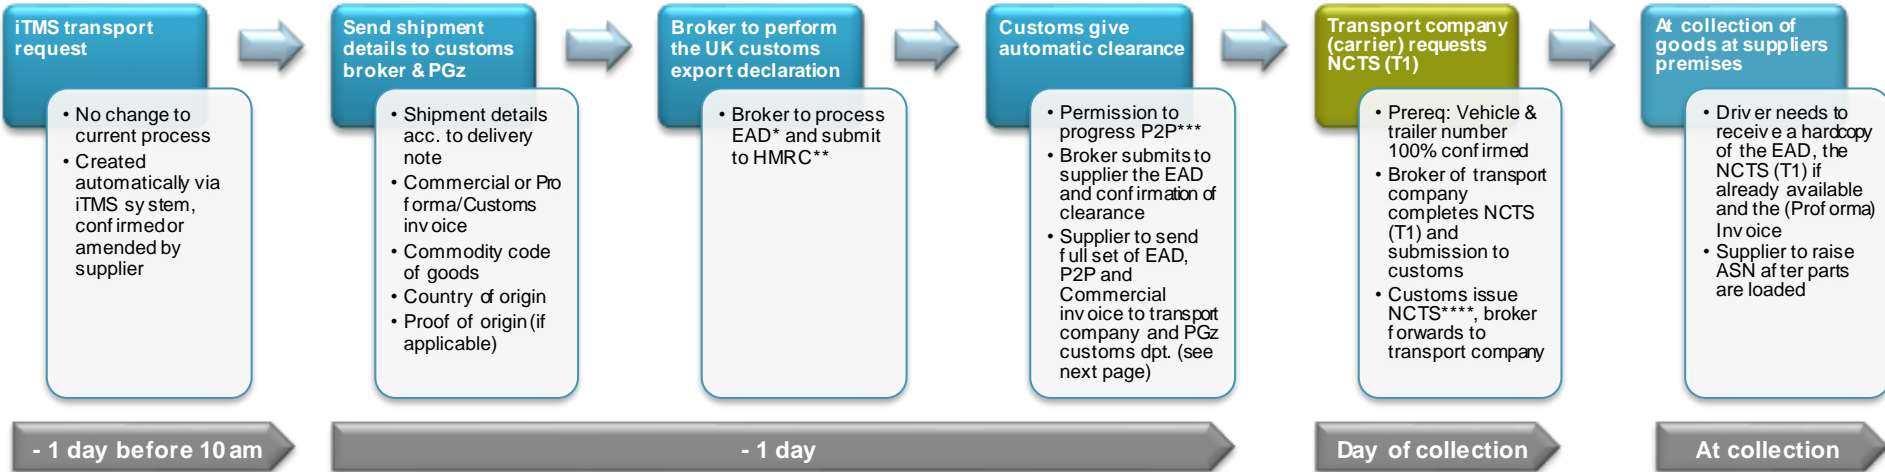 iTMS transport
request
• No change to
current process
• Created
automatically via
iTMS system,
confirmed or
amended by
supplier
Send shipment
details to customs
broker & PGz
• Shipment details
acc. to delivery
note
• Commercial or Pro
forma/Customs
invoice
• Commodity code
of goods
• Country of origin
• Proof of origin (if
applicable)
Broker to perform
the UK customs
export declaration
• Broker to process
EAD* and submit
to HMRC**
Customs give
automatic clearance
• Permission to
progress P2P***
• Broker submits to
supplier the EAD
and confirmation of
clearance
• Supplier to send
full set of EAD,
P2P and
Commercial
invoice to transport
company and PGz
customs dpt. (see
next page)
Transport company
(carrier) requests
NCTS (T1)
• Prereq: Vehicle &
trailer number
100% confirmed
• Broker of transport
company
completes NCTS
(T1) and
submission to
customs
• Customs issue
NCTS****, broker
forwards to
transport company
At collection of
goods at suppliers
premises
• Driver needs to
receive a hardcopy
of the EAD, the
NCTS (T1) if
already available
and the (Proforma)
Invoice
• Supplier to raise
ASN after parts
are loaded
- 1 day before 10 am
- 1 day
Day of collection
At collection